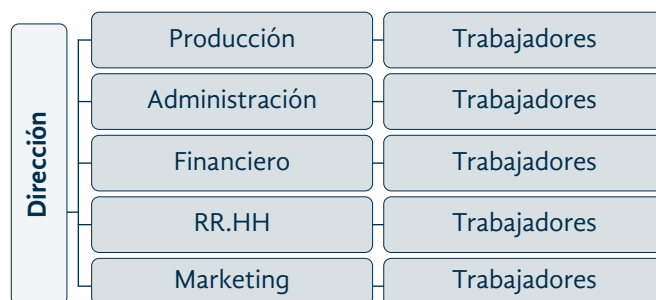 Dirección
Producción
Trabajadores
Administración
Trabajadores
Financiero
Trabajadores
RR.HH
Trabajadores
Marketing
Trabajadores